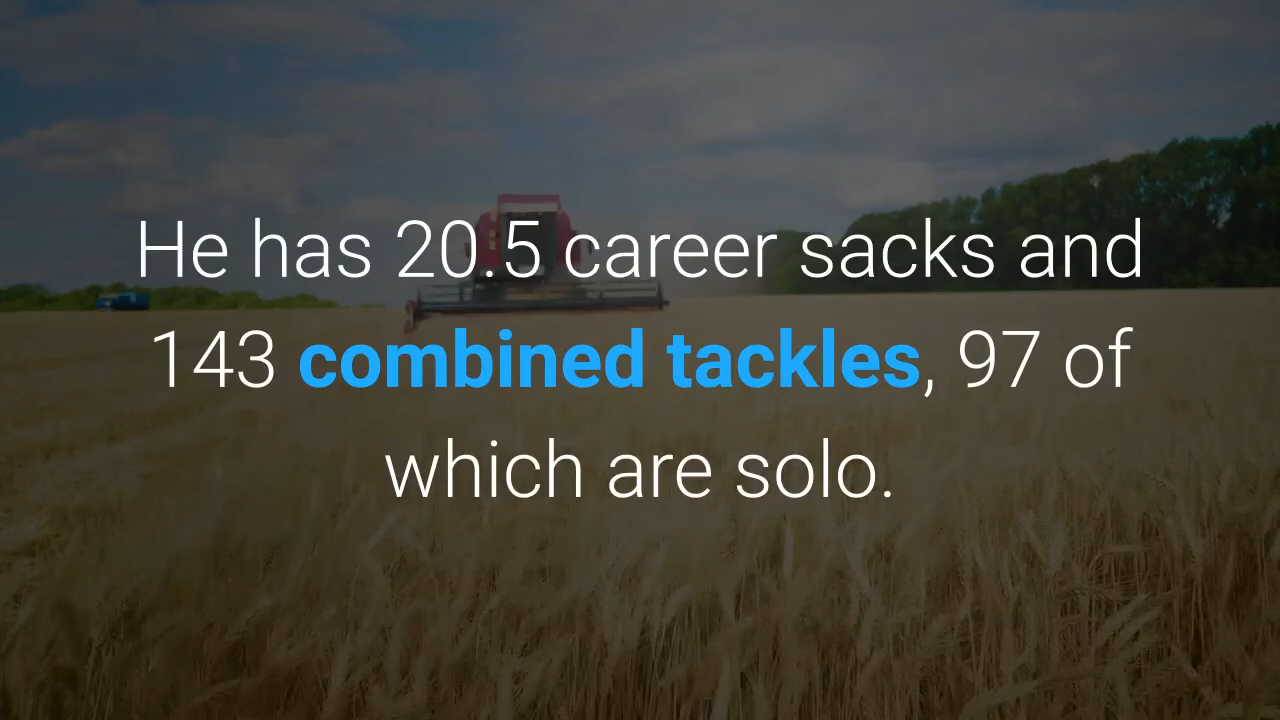 He has 20.5 career sacks and
143 combined tackles, 97 of
which are solo.